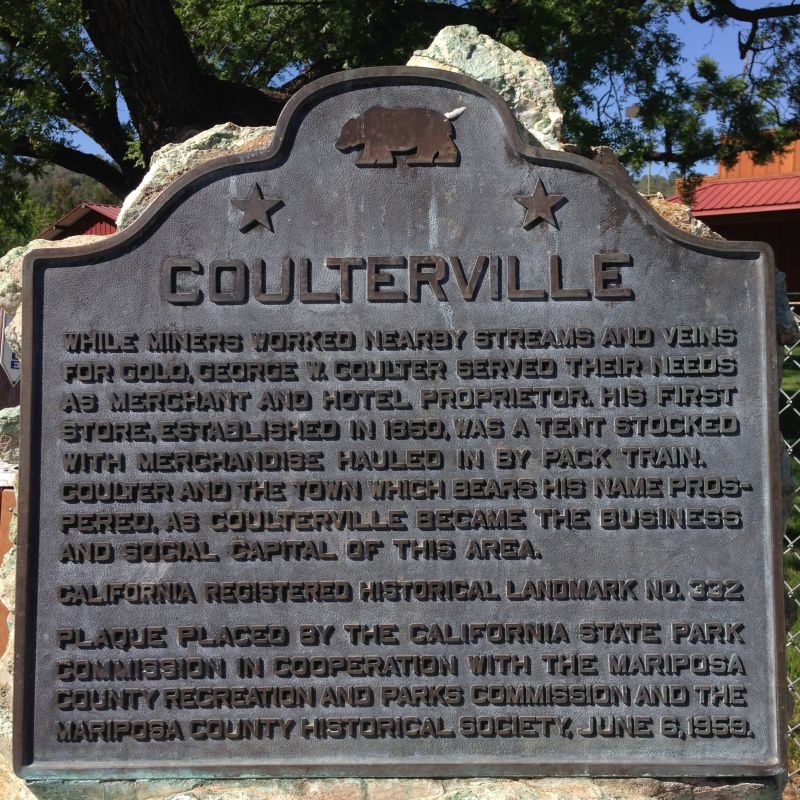 COULTERVILLE
WHILE MINERS WORKED NEARBY STREAMS AND VEINS
FOR GOLD, GEORGE W. COULTER SERVED THEIR NEEDS
AS MERCHANT AND HOTEL PROPRIETOR. HIS FIRST
STORE, ESTABLISHED IN 1850, WAS A TENT STOCKED
WITH MERCHANDISE HAULED IN BY PACK TRAIN.
COULTER AND THE TOWN WHICH BEARS HIS NAME PROS-
PERED, AS COULTERVILLE BECAME THE BUSINESS
AND SOCIAL CAPITAL OF THIS AREA.
CALIFORNIA REGISTERED HISTORICAL LANDMARK NO. 332
PLAQUE PLACED BY THE CALIFORNIA STATE PARK
COMMISSION IN COOPERATION WITH THE MARIPOSA
COUNTY RECREATION AND PARKS COMMISSION AND THE
MARIPOSA COUNTY HISTORICAL SOCIETY, JUNE 6, 1959.